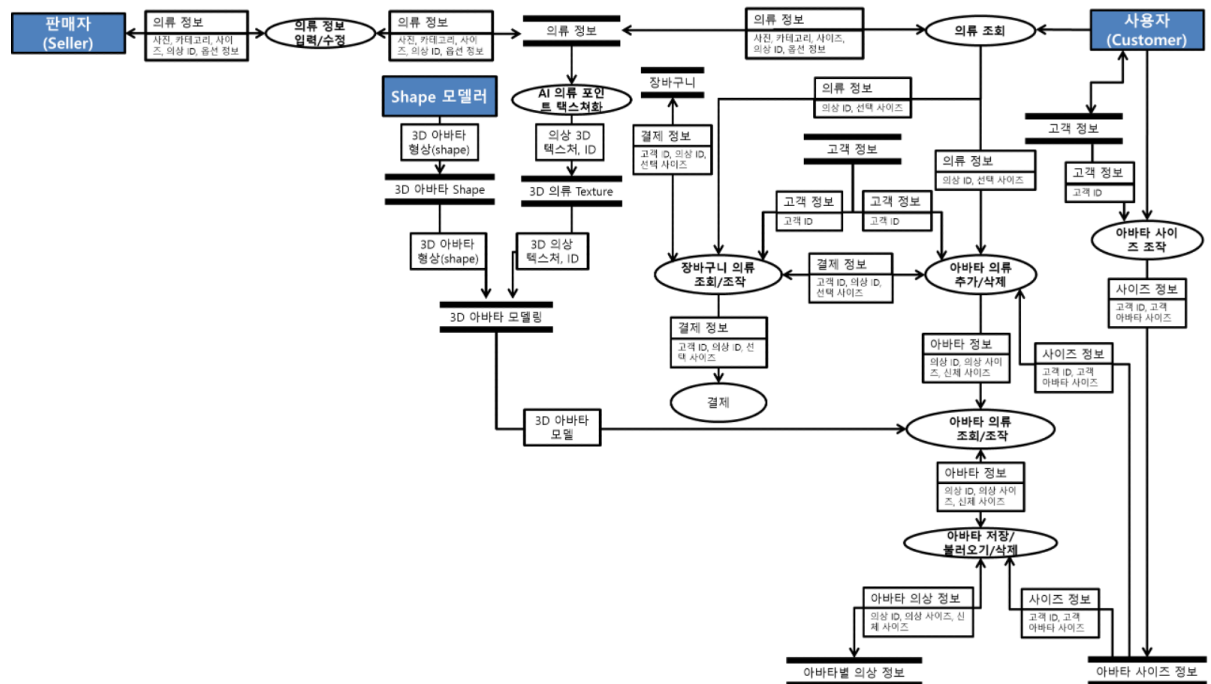 판매자
(Seller)
의류 정보
사진, 카테고리, 사이
즈, 의상 ID, 옵션 정보
의류 정보
입력/수정
의류 정보
사진, 카테고리, 사이
즈, 의상 ID, 옵션 정보
의류 정보
의류 정보
사진, 카테고리, 사이즈,
의상 ID, 옵션 정보
의류 조회
사용자
(Customer)
Shape 모델러
AI 의류 포인
트 택스쳐화
장바구니
의류 정보
의상 ID, 선택 사이즈
고객 정보
3D 아바타
형상(shape)
의상 3D
텍스처, ID
결제 정보
고객 ID, 의상 ID,
선택 사이즈
고객 정보
의류 정보
의상 ID, 선택 사이즈
고객 정보
고객 ID
3D 아바타 Shape
3D 의류 Texture
고객 정보
고객 ID
고객 정보
고객 ID
아바타 사이
즈 조작
3D 아바타
형상(shape)
3D 의상
텍스처, ID
장바구니 의류
조회/조작
결제 정보
고객 ID, 의상 ID,
선택 사이즈
아바타 의류
추가/삭제
사이즈 정보
고객 ID, 고객
아바타 사이즈
3D 아바타 모델링
결제 정보
고객 ID, 의상 ID, 선
택 사이즈
아바타 정보
의상 ID, 의상 사이
즈, 신체 사이즈
사이즈 정보
고객 ID, 고객
아바타 사이즈
결제
3D 아바타
모델
아바타 의류
조회/조작
아바타 정보
의상 ID, 의상 사이
즈, 신체 사이즈
아바타 저장/
불러오기/삭제
아바타 의상 정보
의상 ID, 의상 사이즈, 신
체 사이즈
사이즈 정보
고객 ID, 고객
아바타 사이즈
아바타별 의상 정보
아바타 사이즈 정보